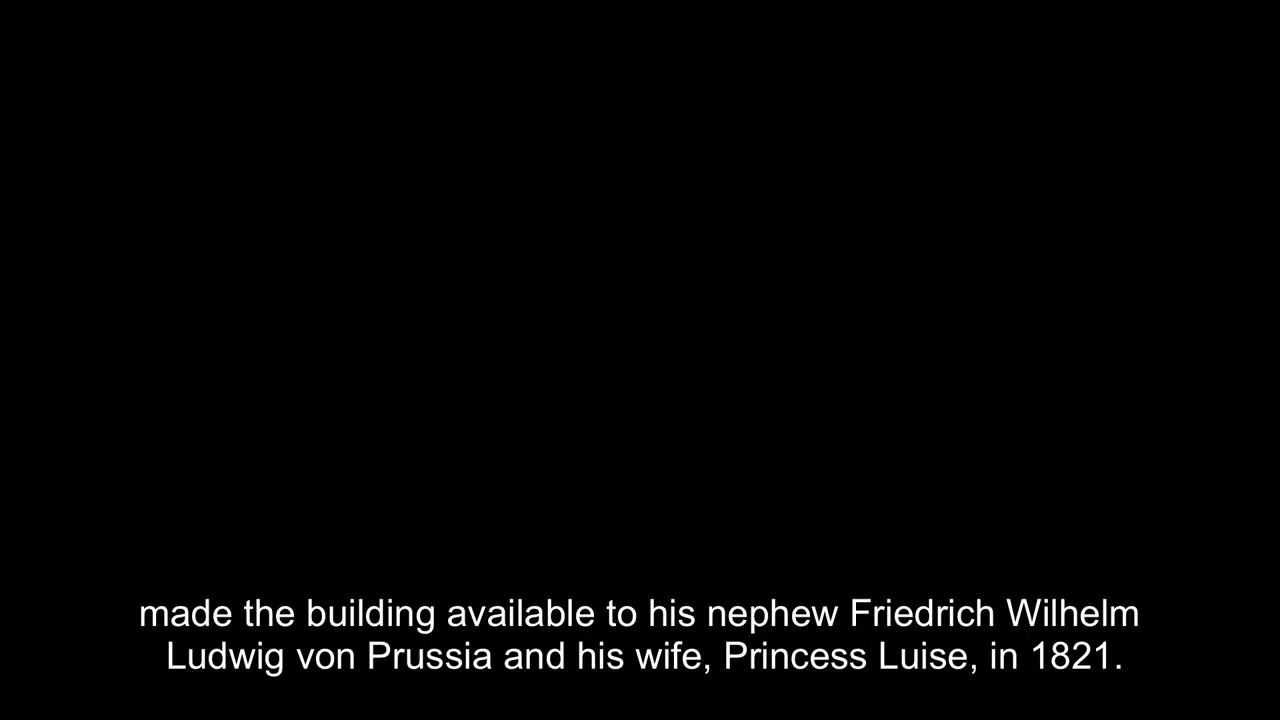 made the building available to his nephew Friedrich Wilhelm
Ludwig von Prussia and his wife, Princess Luise, in 1821.